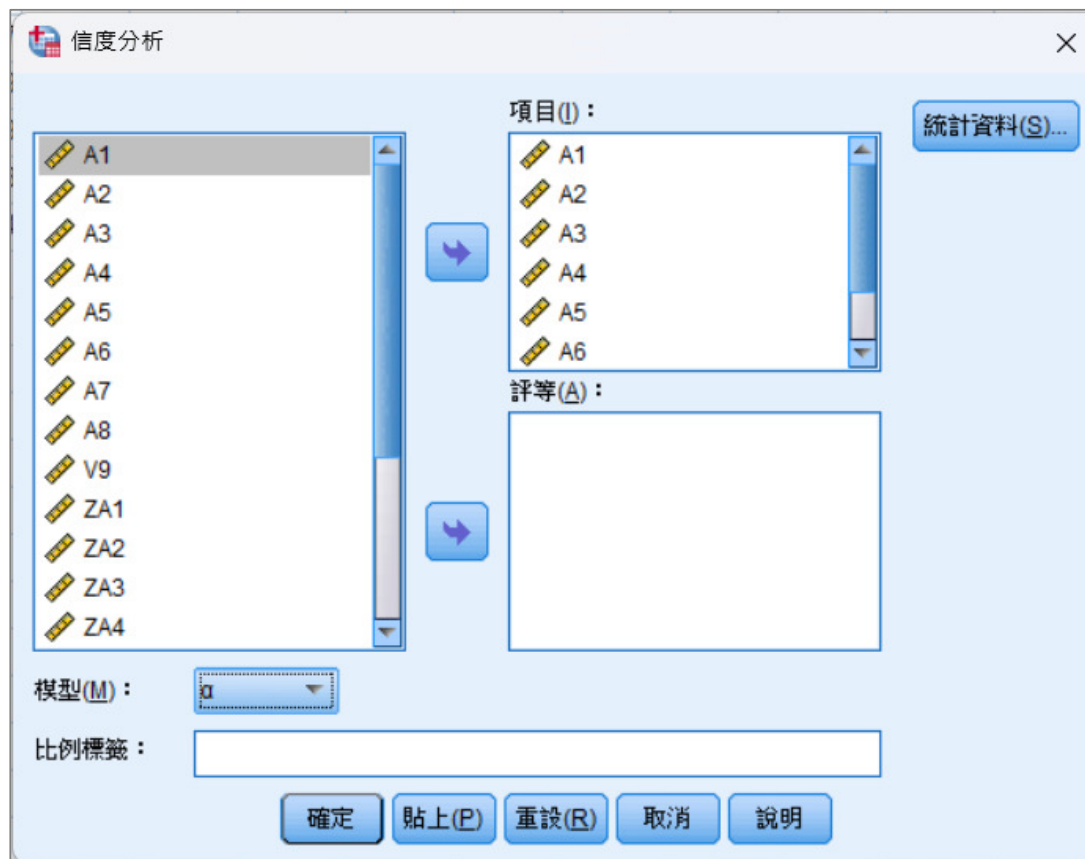 信度分析
A1
A2
A3
A4
A5
A6
A7
A8
V9
ZA1
ZA2
ZA3
ZA4
項目(I)：
A1
A2
A3
A4
A5
A6
評等(A)：
統計資料(S)...
模型(M)：
α
比例標籤：
確定 貼上(P) 重設(R) 取消 說明